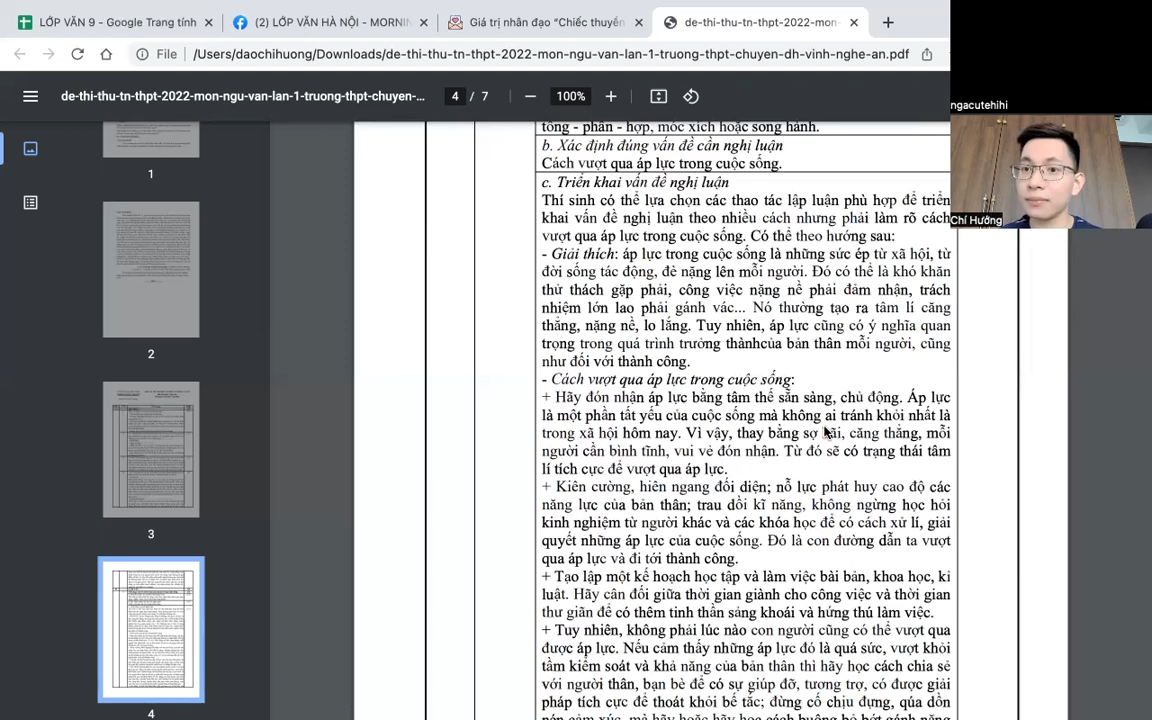 LỚP VĂN 9 - Google Trang tính
(2) LỚP VĂN HÀ NỘI - MORNIN
Giá trị nhân đạo "Chiếc thuyền
de-thi-thu-tn-thpt-2022-mon-
File
/Users/daochihuong/Downloads/de-thi-thu-tn-thpt-2022-mon-ngu-van-lan-1-truong-thpt-chuyen-dh-vinh-nghe-an.pdf
de-thi-thu-tn-thpt-2022-mon-ngu-van-lan-1-truong-thpt-chuyen-...
4 / 7
100%
ngacutehihi
Chí Hướng
1
2
3
4
tổng - phân - hợp, móc xích hoặc song hành.
b. Xác định đúng vấn đề cần nghị luận
Cách vượt qua áp lực trong cuộc sống.
c. Triển khai vấn đề nghị luận
Thí sinh có thể lựa chọn các thao tác lập luận phù hợp để triển
khai vấn đề nghị luận theo nhiều cách nhưng phải làm rõ cách
vượt qua áp lực trong cuộc sống. Có thể theo hướng sau:
- Giải thích: áp lực trong cuộc sống là những sức ép từ xã hội, từ
đời sống tác động, đè nặng lên mỗi người. Đó có thể là khó khăn
thử thách gặp phải, công việc nặng nề phải đảm nhận, trách
nhiệm lớn lao phải gánh vác... Nó thường tạo ra tâm lí căng
thẳng, nặng nề, lo lắng. Tuy nhiên, áp lực cũng có ý nghĩa quan
trọng trong quá trình trưởng thànhcủa bản thân mỗi người, cũng
như đối với thành công.
- Cách vượt qua áp lực trong cuộc sống:
+ Hãy đón nhận áp lực bằng tâm thế sẵn sàng, chủ động. Áp lực
là một phần tất yếu của cuộc sống mà không ai tránh khỏi nhất là
trong xã hội hôm nay. Vì vậy, thay bằng sợ hãi, căng thẳng, mỗi
người cần bình tĩnh, vui vẻ đón nhận. Từ đó sẽ có trạng thái tâm
lí tích cực để vượt qua áp lực.
+ Kiên cường, hiên ngang đối diện; nỗ lực phát huy cao độ các
năng lực của bản thân; trau dồi kĩ năng, không ngừng học hỏi
kinh nghiệm từ người khác và các khóa học để có cách xử lí, giải
quyết những áp lực của cuộc sống. Đó là con đường dẫn ta vượt
qua áp lực và đi tới thành công.
+ Tạo lập một kế hoạch học tập và làm việc bài bản, khoa học, kỉ
luật. Hãy cân đối giữa thời gian giành cho công việc và thời gian
thư giãn để có thêm tinh thần sảng khoái và hứng thú làm việc.
+ Tuy nhiên, không phải lúc nào con người cũng có thể vượt qua
được áp lực. Nếu cảm thấy những áp lực đó là quá sức, vượt khỏi
tầm kiểm soát và khả năng của bản thân thì hãy học cách chia sẻ
với người thân, bạn bè để có sự giúp đỡ, tương trợ, có được giải
pháp tích cực để thoát khỏi bế tắc; đừng cố chịu đựng, qúa dồn
nén cảm xúc, mà hãy hoặc hãy học cách buông bỏ bớt gánh nặng